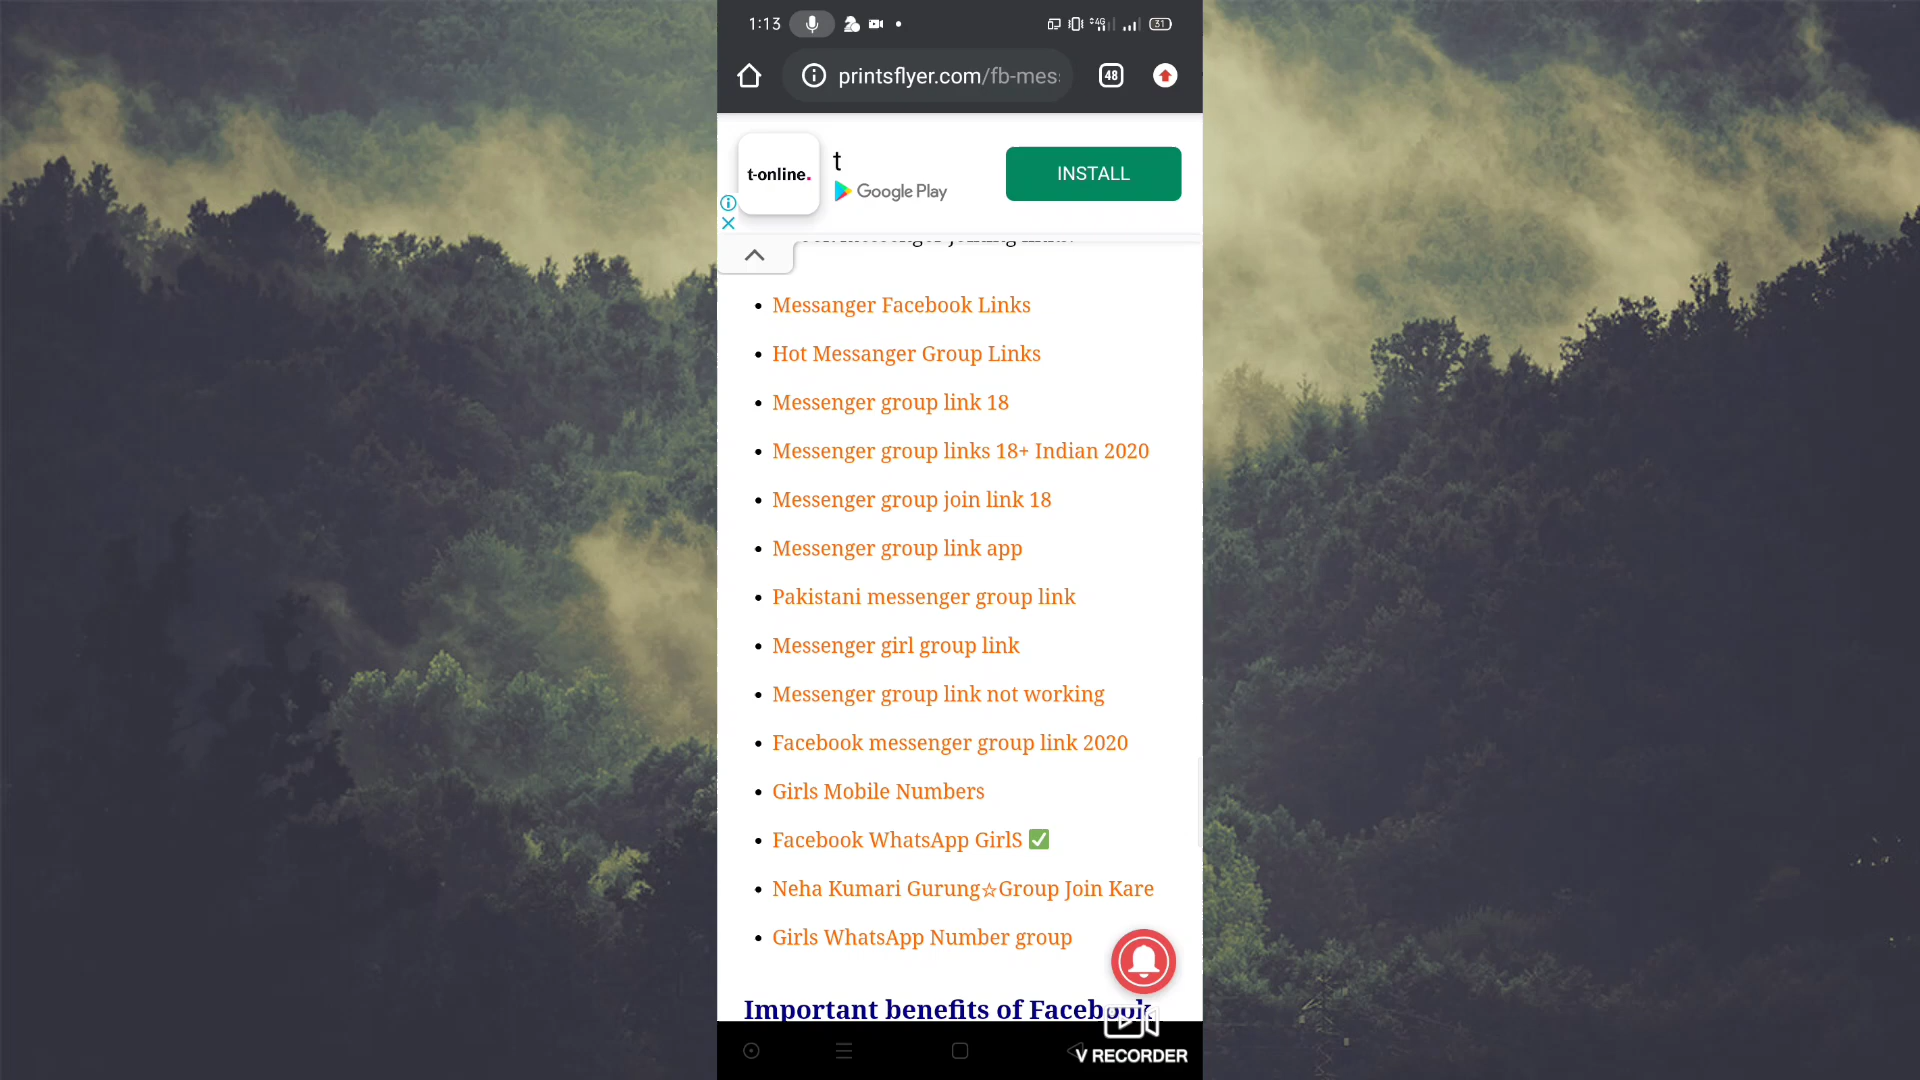 1:13
4G
31
printsflyer.com/fb-mes
48
t-online.
t
Google Play
INSTALL
Messanger Facebook Links
Hot Messanger Group Links
Messenger group link 18
Messenger group links 18+ Indian 2020
Messenger group join link 18
Messenger group link app
Pakistani messenger group link
Messenger girl group link
Messenger group link not working
Facebook messenger group link 2020
Girls Mobile Numbers
Facebook WhatsApp GirlS ✅
Neha Kumari Gurung☆Group Join Kare
Girls WhatsApp Number group
Important benefits of Facebook
V RECORDER